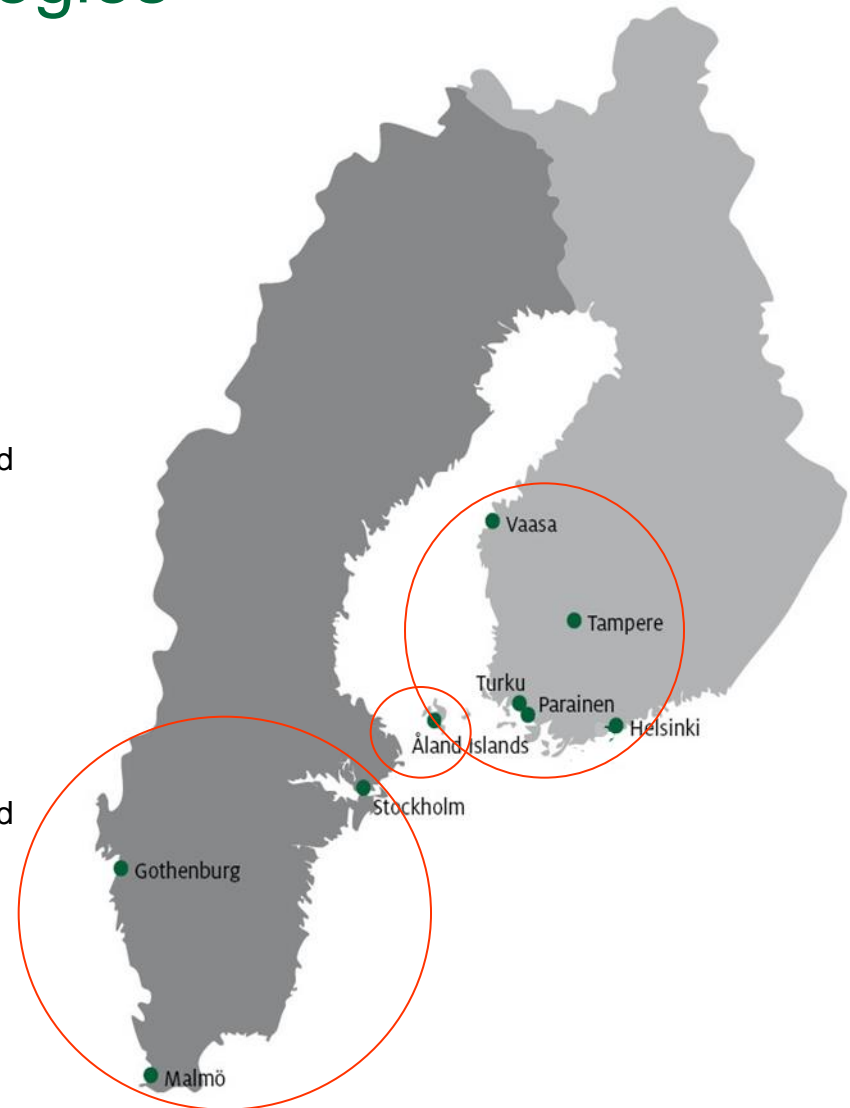 d
Vaasa
Tampere
Turku
Parainen
Helsinki
Åland Islands
Stockholm
d
Gothenburg
Malmö